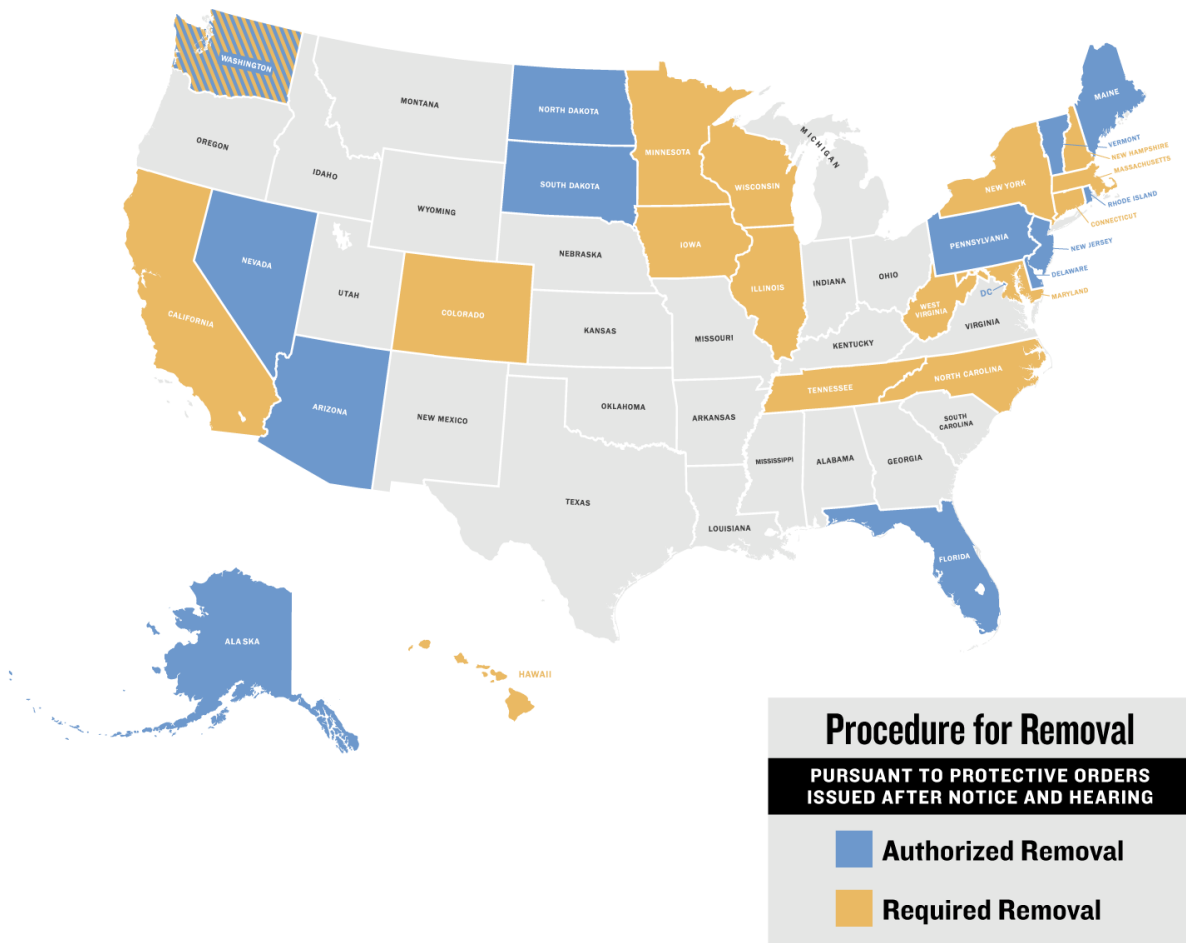 WASHINGTON
MONTANA
NORTH DAKOTA
MINNESOTA
MICHIGAN
MAINE
VERMONT
NEW HAMPSHIRE
MASSACHUSETTS
OREGON
IDAHO
SOUTH DAKOTA
WISCONSIN
NEW YORK
RHODE ISLAND
CONNECTICUT
WYOMING
IOWA
PENNSYLVANIA
NEW JERSEY
NEVADA
NEBRASKA
DELAWARE
UTAH
COLORADO
ILLINOIS
INDIANA
OHIO
DC
MARYLAND
WEST
VIRGINIA
VIRGINIA
CALIFORNIA
KANSAS
MISSOURI
KENTUCKY
ARIZONA
NEW MEXICO
OKLAHOMA
ARKANSAS
TENNESSEE
NORTH CAROLINA
SOUTH
CAROLINA
MISSISSIPPI
ALABAMA
GEORGIA
TEXAS
LOUISIANA
FLORIDA
ALASKA
HAWAII
Procedure for Removal
PURSUANT TO PROTECTIVE ORDERS
ISSUED AFTER NOTICE AND HEARING
Authorized Removal
Required Removal